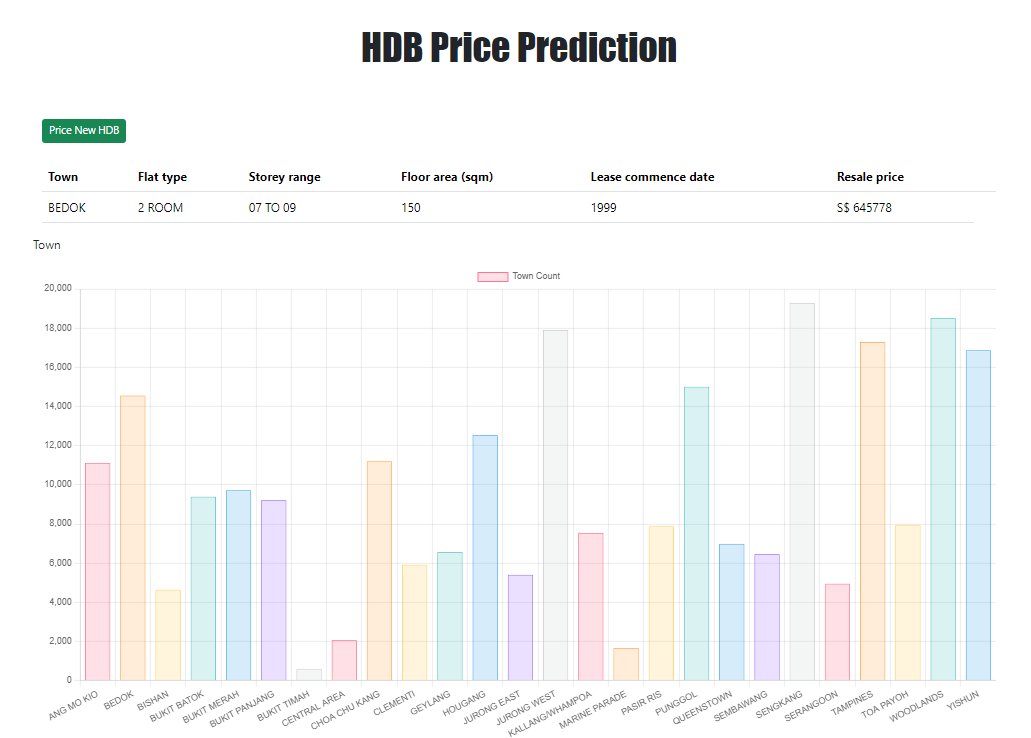 HDB Price Prediction
Price New HDB
Town Flat type Storey range Floor area (sqm) Lease commence date Resale price
BEDOK 2 ROOM 07 TO 09 150 1999 S$ 645778
Town
Town Count
20,000
18,000
16,000
14,000
12,000
10,000
8,000
6,000
4,000
2,000
0
ANG MO KIO
BEDOK
BISHAN
BUKIT BATOK
BUKIT MERAH
BUKIT PANJANG
BUKIT TIMAH
CENTRAL AREA
CHOA CHU KANG
CLEMENTI
GEYLANG
HOUGANG
JURONG EAST
JURONG WEST
KALLANG/WHAMPOA
MARINE PARADE
PASIR RIS
PUNGGOL
QUEENSTOWN
SEMBAWANG
SENGKANG
SERANGOON
TAMPINES
TOA PAYOH
WOODLANDS
YISHUN